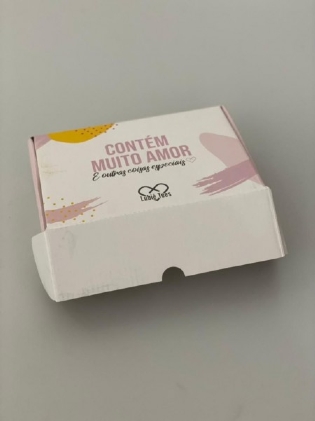 CONTÉM
MUITO AMOR
E outras coisas especiais